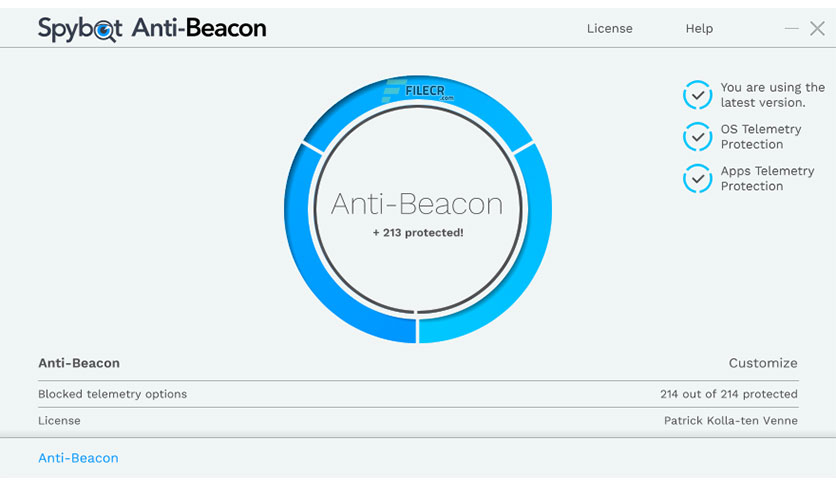 Spybot Anti-Beacon
License Help
FILECR
.com
You are using the
latest version.
OS Telemetry
Protection
Apps Telemetry
Protection
Anti-Beacon
+ 213 protected!
Anti-Beacon Customize
Blocked telemetry options 214 out of 214 protected
License Patrick Kolla-ten Venne
Anti-Beacon